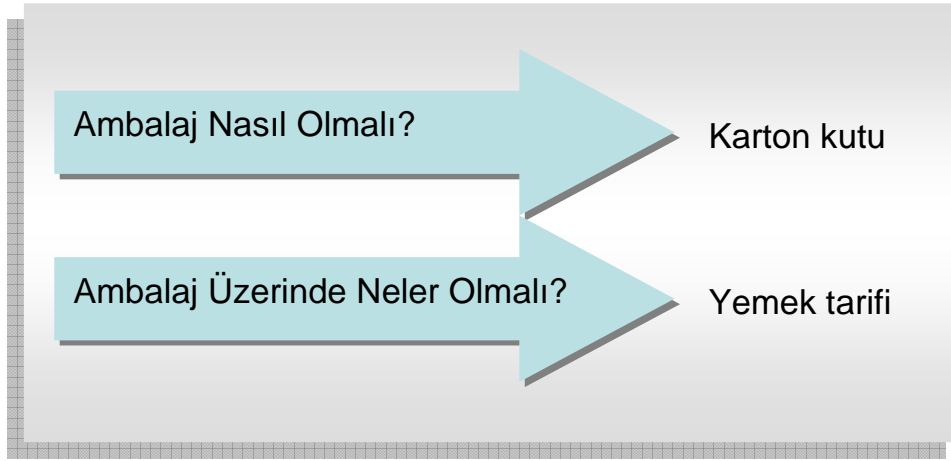 Ambalaj Nasıl Olmalı?
Karton kutu
Ambalaj Üzerinde Neler Olmalı?
Yemek tarifi